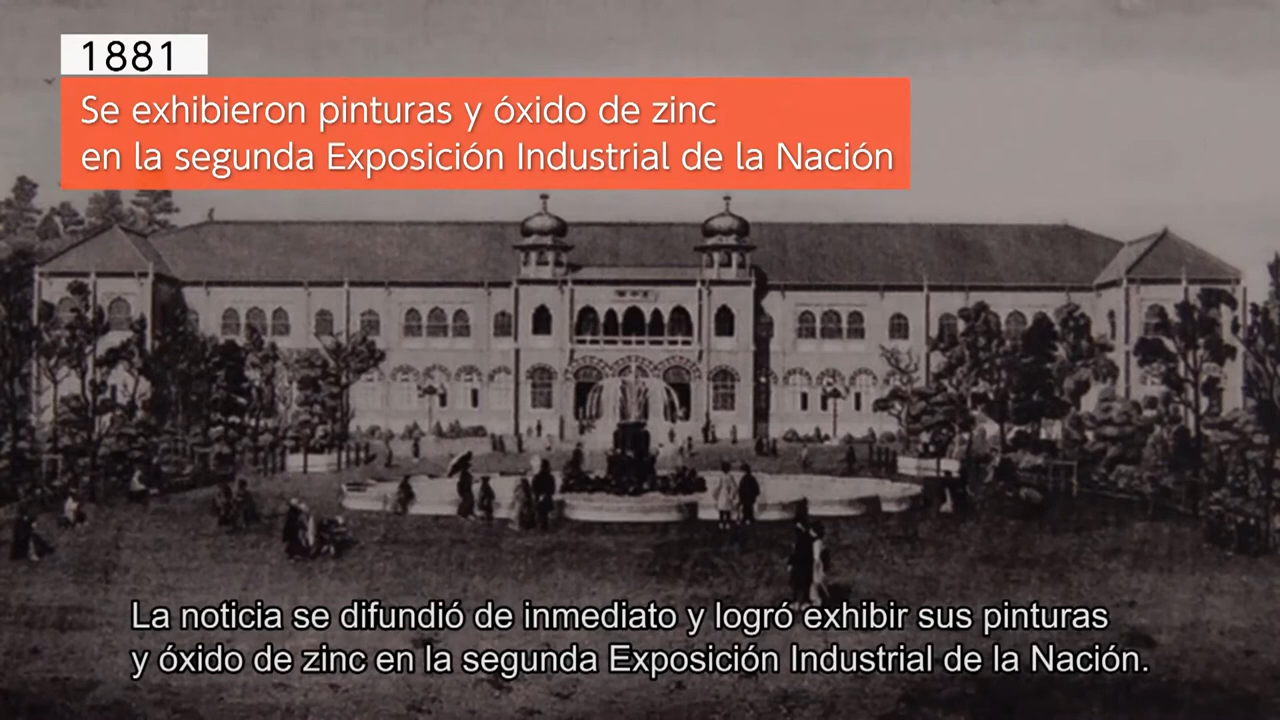 1881
Se exhibieron pinturas y óxido de zinc
en la segunda Exposición Industrial de la Nación
La noticia se difundió de inmediato y logró exhibir sus pinturas
y óxido de zinc en la segunda Exposición Industrial de la Nación.